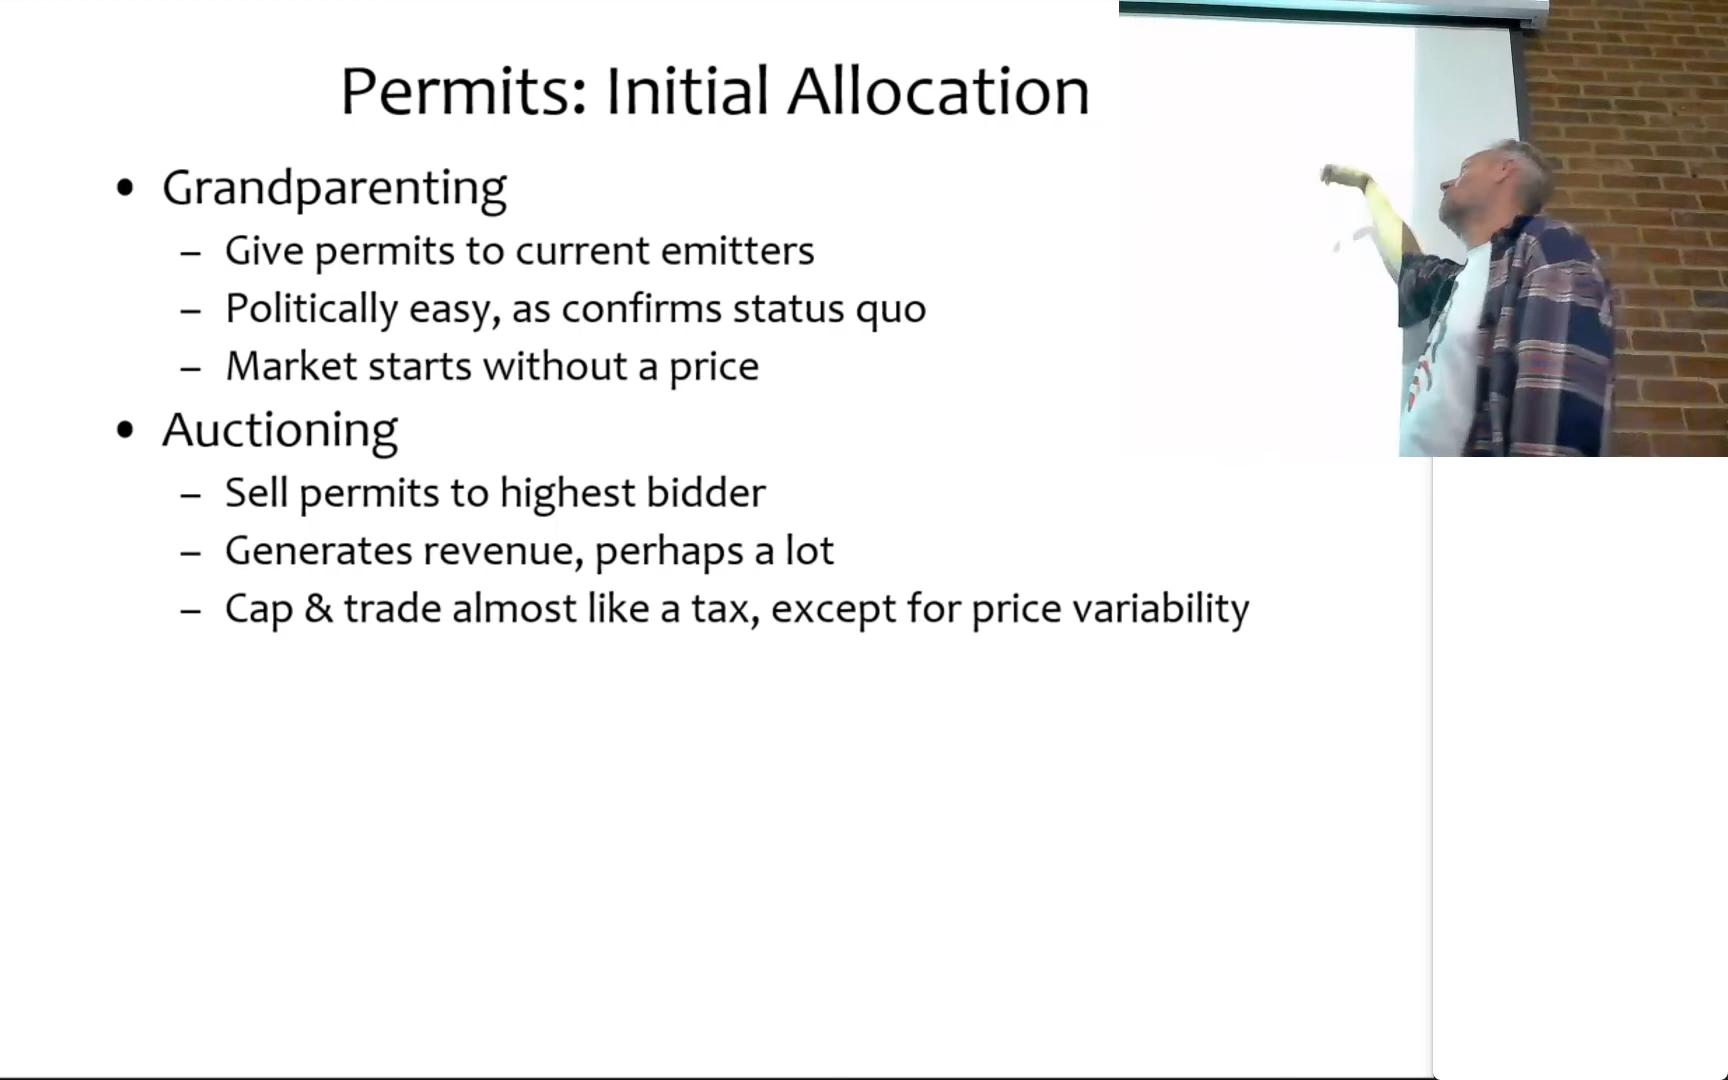 Permits: Initial Allocation
• Grandparenting
– Give permits to current emitters
– Politically easy, as confirms status quo
– Market starts without a price
• Auctioning
– Sell permits to highest bidder
– Generates revenue, perhaps a lot
– Cap & trade almost like a tax, except for price variability